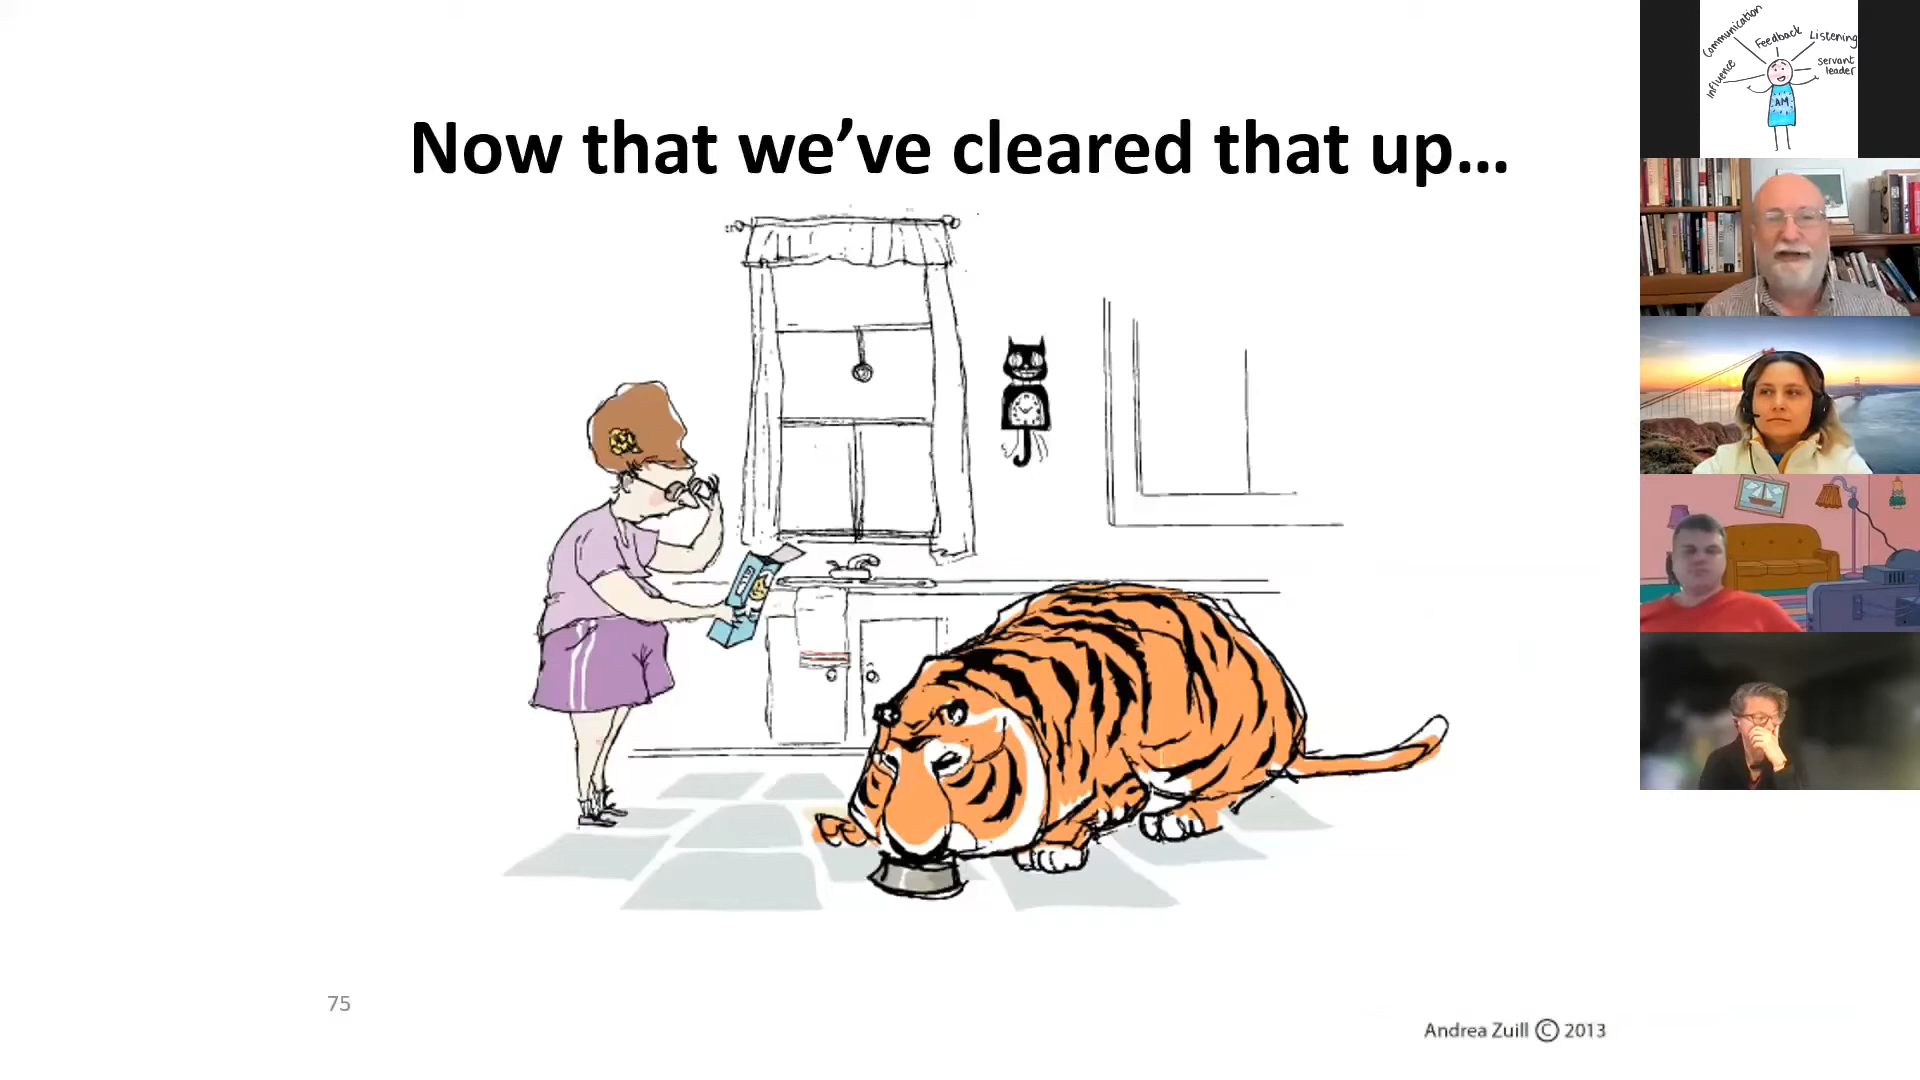 Now that we’ve cleared that up…
75
Andrea Zuill © 2013
Communication
Feedback
Listening
Influence
servant
leader
AM